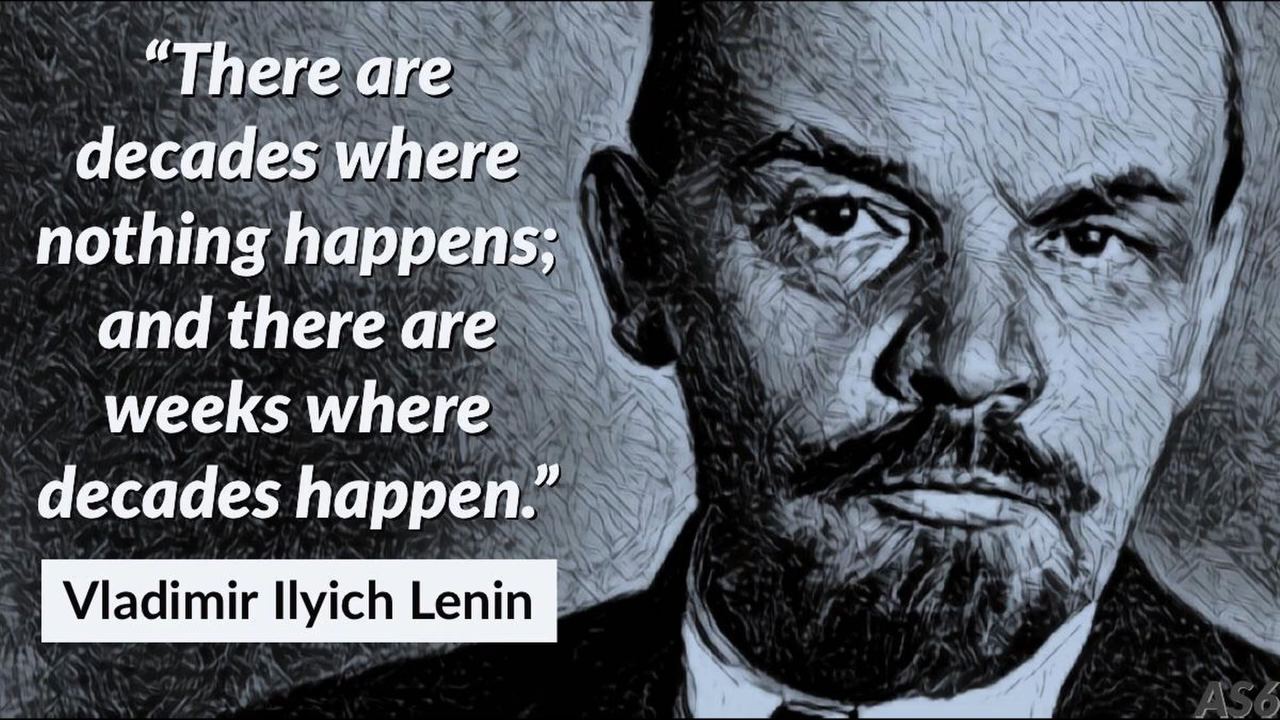 “There are
decades where
nothing happens;
and there are
weeks where
decades happen.”
Vladimir Ilyich Lenin
AS6